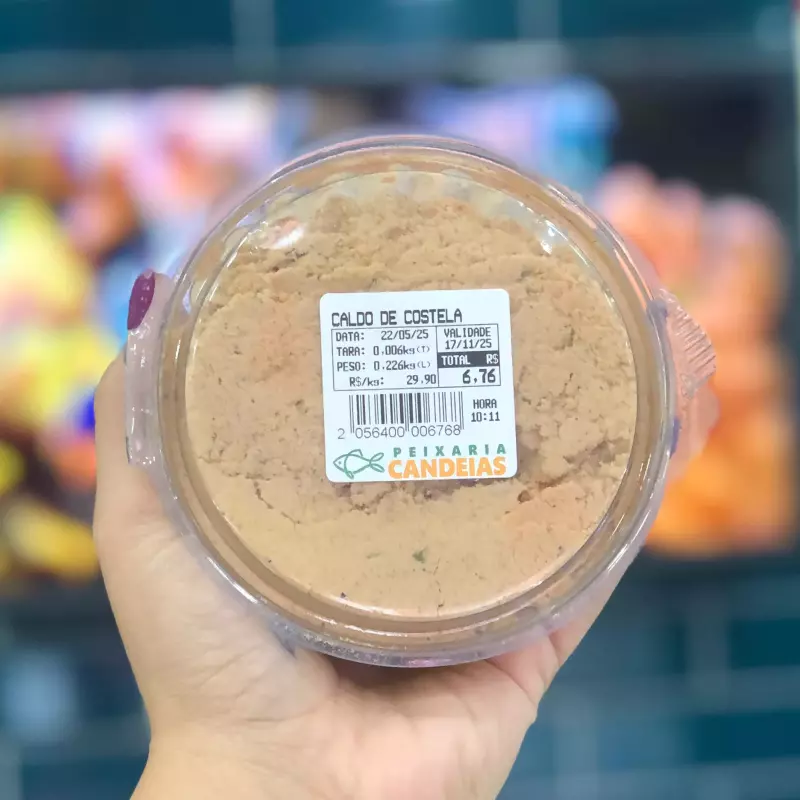 CALDO DE COSTELA
DATA: 22/05/25
VALIDADE
17/11/25
TARA: 0,006kg(T)
PESO: 0,226kg(L)
TOTAL R$
R$/kg: 29,90
6,76
HORA
10:11
2 056400 006768
PEIXARIA
CANDEIAS